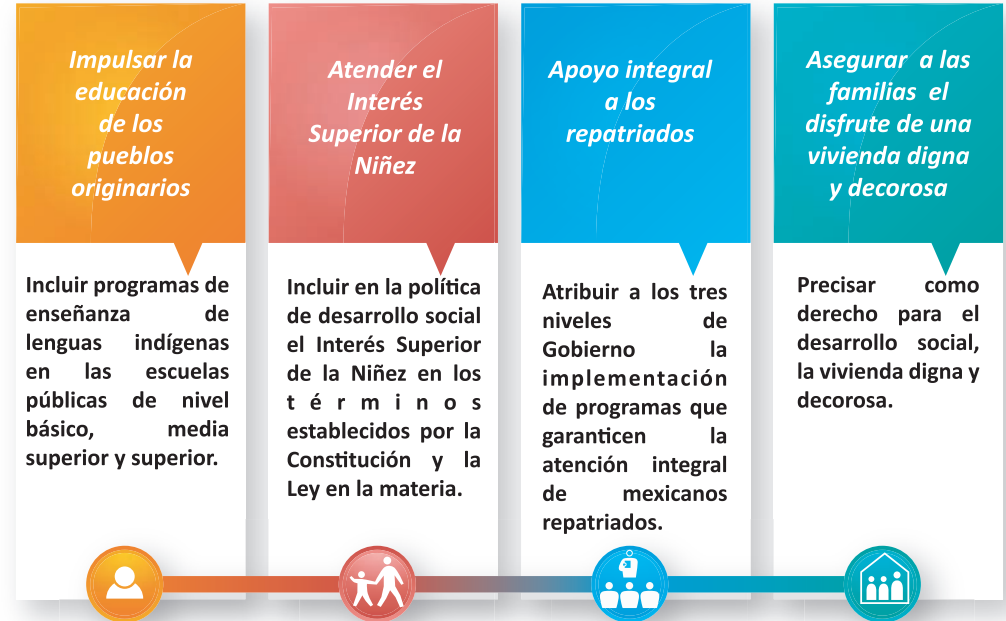 Impulsar la
educación
de los
pueblos
originarios
Incluir programas de
enseñanza de
lenguas indígenas
en las escuelas
públicas de nivel
básico, media
superior y superior.
Atender el
Interés
Superior de la
Niñez
Incluir en la política
de desarrollo social
el Interés Superior
de la Niñez en los
términos
establecidos por la
Constitución y la
Ley en la materia.
Apoyo integral
a los
repatriados
Atribuir a los tres
niveles de
Gobierno la
implementación
de programas que
garanticen la
atención integral
de mexicanos
repatriados.
Asegurar a las
familias el
disfrute de una
vivienda digna
y decorosa
Precisar como
derecho para el
desarrollo social,
la vivienda digna y
decorosa.